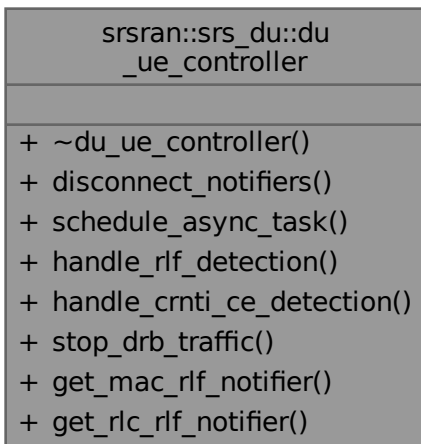 srsran::srs_du::du
_ue_controller
+ ~du_ue_controller()
+ disconnect_notifiers()
+ schedule_async_task()
+ handle_rlf_detection()
+ handle_crnti_ce_detection()
+ stop_drb_traffic()
+ get_mac_rlf_notifier()
+ get_rlc_rlf_notifier()